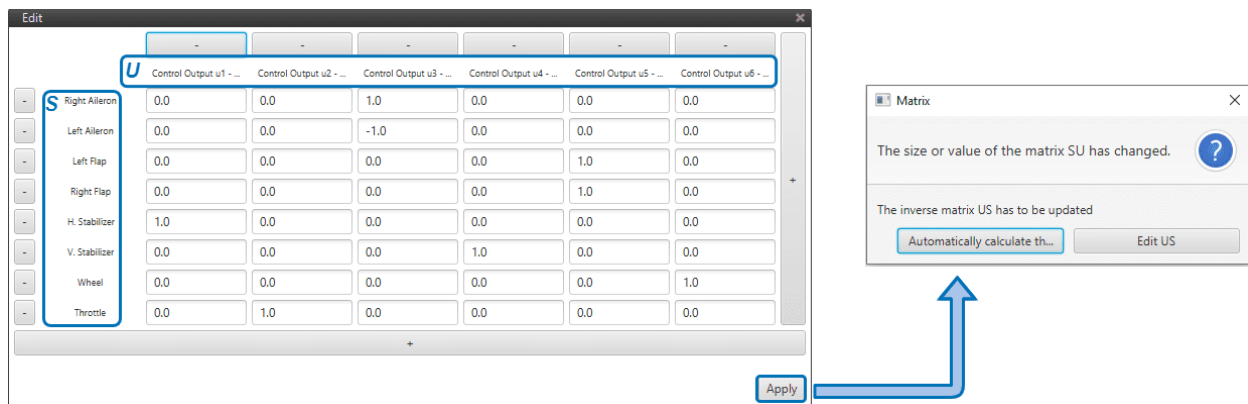 Edit
- - - - - -
U Control Output u1 - ... Control Output u2 - ... Control Output u3 - ... Control Output u4 - ... Control Output u5 - ... Control Output u6 - ...
S
- Right Aileron 0.0 0.0 1.0 0.0 0.0 0.0
- Left Aileron 0.0 0.0 -1.0 0.0 0.0 0.0
- Left Flap 0.0 0.0 0.0 0.0 1.0 0.0
- Right Flap 0.0 0.0 0.0 0.0 1.0 0.0
+
- H. Stabilizer 1.0 0.0 0.0 0.0 0.0 0.0
- V. Stabilizer 0.0 0.0 0.0 1.0 0.0 0.0
- Wheel 0.0 0.0 0.0 0.0 0.0 1.0
- Throttle 0.0 1.0 0.0 0.0 0.0 0.0
+
Apply
Matrix
The size or value of the matrix SU has changed.
?
The inverse matrix US has to be updated
Automatically calculate th... Edit US